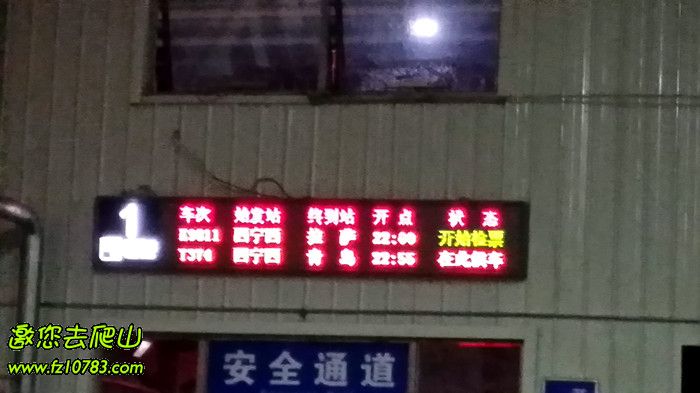 1
车次 始发站 终到站 开点 状态
西宁西 拉萨 22:00 开始检票
T374 西宁西 青岛 22:55 在此候车
安全通道
邀您去爬山
www.fz10783.com